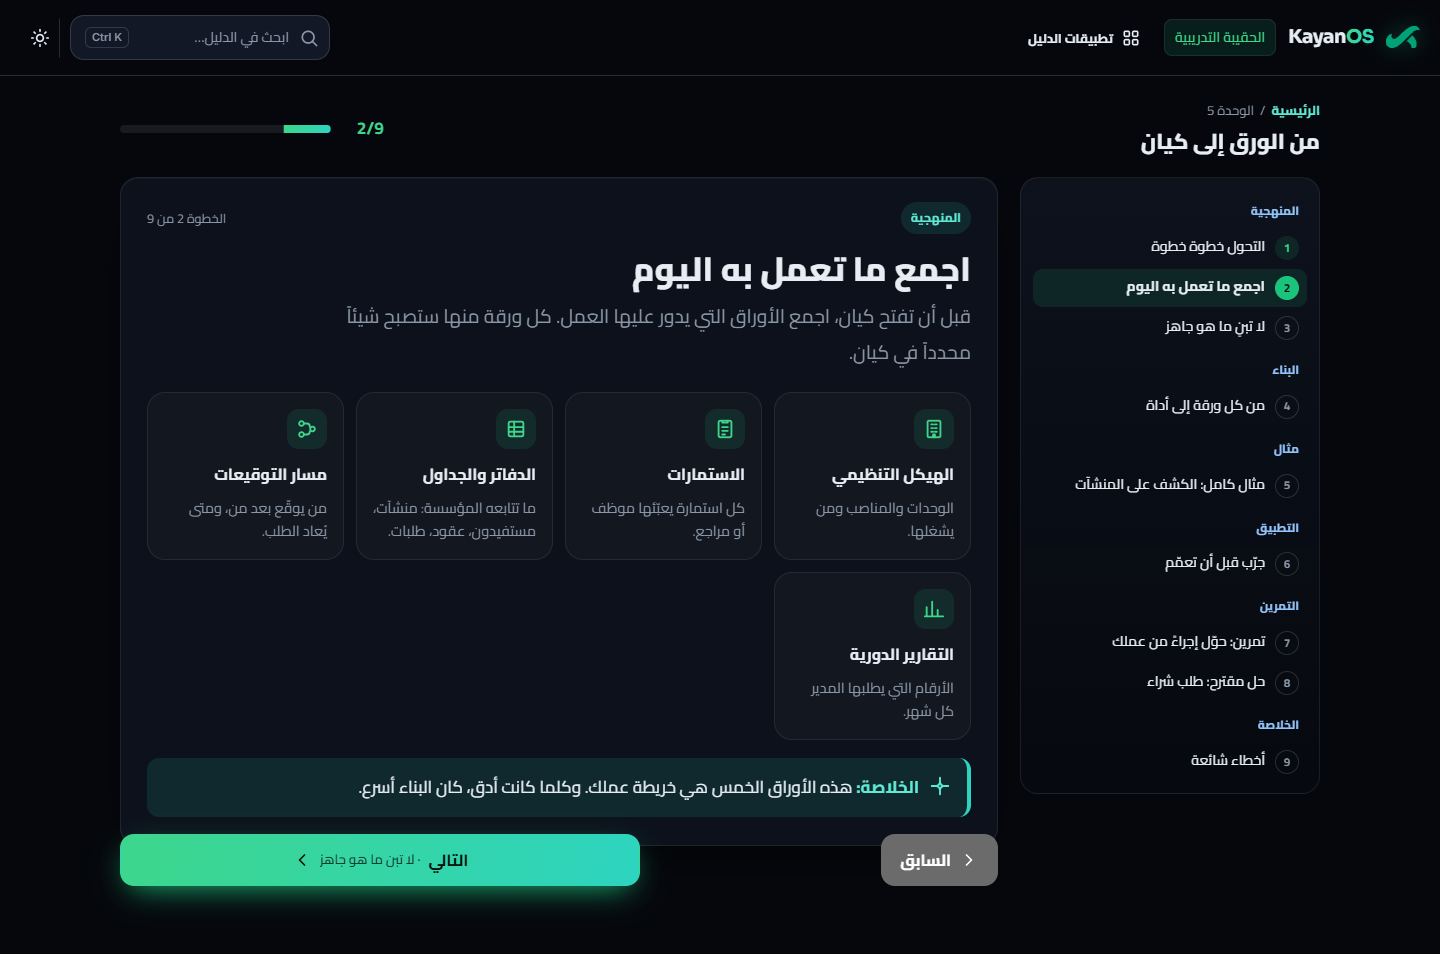 KayanOS
الحقيبة التدريبية
تطبيقات الدليل
ابحث في الدليل...
Ctrl K
الرئيسية / الوحدة 5
من الورق إلى كيان
2/9
المنهجية
1 التحول خطوة خطوة
2 اجمع ما تعمل به اليوم
3 لا تبنِ ما هو جاهز
البناء
4 من كل ورقة إلى أداة
مثال
5 مثال كامل: الكشف على المنشآت
التطبيق
6 جرّب قبل أن تعمّم
التمرين
7 تمرين: حوّل إجراءً من عملك
8 حل مقترح: طلب شراء
الخلاصة
9 أخطاء شائعة
المنهجية
الخطوة 2 من 9
اجمع ما تعمل به اليوم
قبل أن تفتح كيان، اجمع الأوراق التي يدور عليها العمل. كل ورقة منها ستصبح شيئاً
محدداً في كيان.
الهيكل التنظيمي
الوحدات والمناصب ومن
يشغلها.
الاستمارات
كل استمارة يعبّئها موظف
أو مراجع.
الدفاتر والجداول
ما تتابعه المؤسسة: منشآت،
مستفيدون، عقود، طلبات.
مسار التوقيعات
من يوقّع بعد من، ومتى
يُعاد الطلب.
التقارير الدورية
الأرقام التي يطلبها المدير
كل شهر.
الخلاصة: هذه الأوراق الخمس هي خريطة عملك. وكلما كانت أدق، كان البناء أسرع.
السابق
التالي · لا تبنِ ما هو جاهز